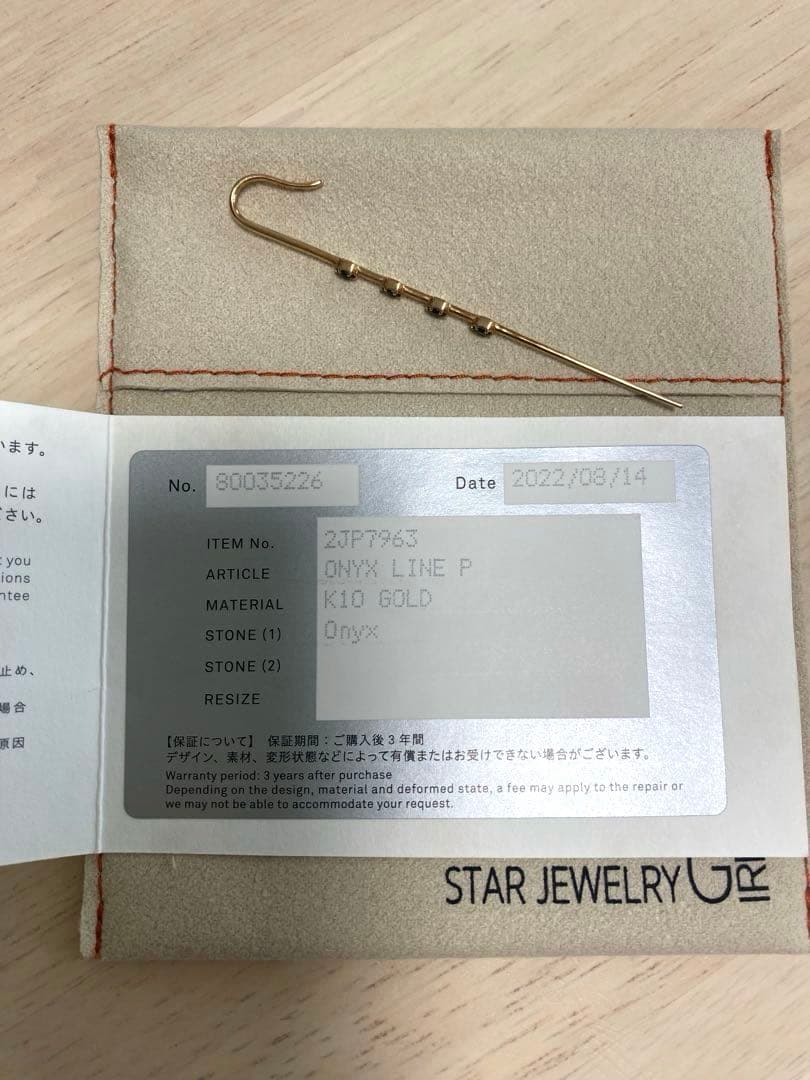 います。
には
ださい。
t you
ions
ntee
止め、
場合
原因
No. 80035226 Date 2022/08/14
ITEM No. 2JP7963
ARTICLE ONYX LINE P
MATERIAL K10 GOLD
STONE (1) Onyx
STONE (2)
RESIZE
【保証について】 保証期間：ご購入後3年間
デザイン、素材、変形状態などによって有償またはお受けできない場合がございます。
Warranty period: 3 years after purchase
Depending on the design, material and deformed state, a fee may apply to the repair or
we may not be able to accommodate your request.
STAR JEWELRY GIRL